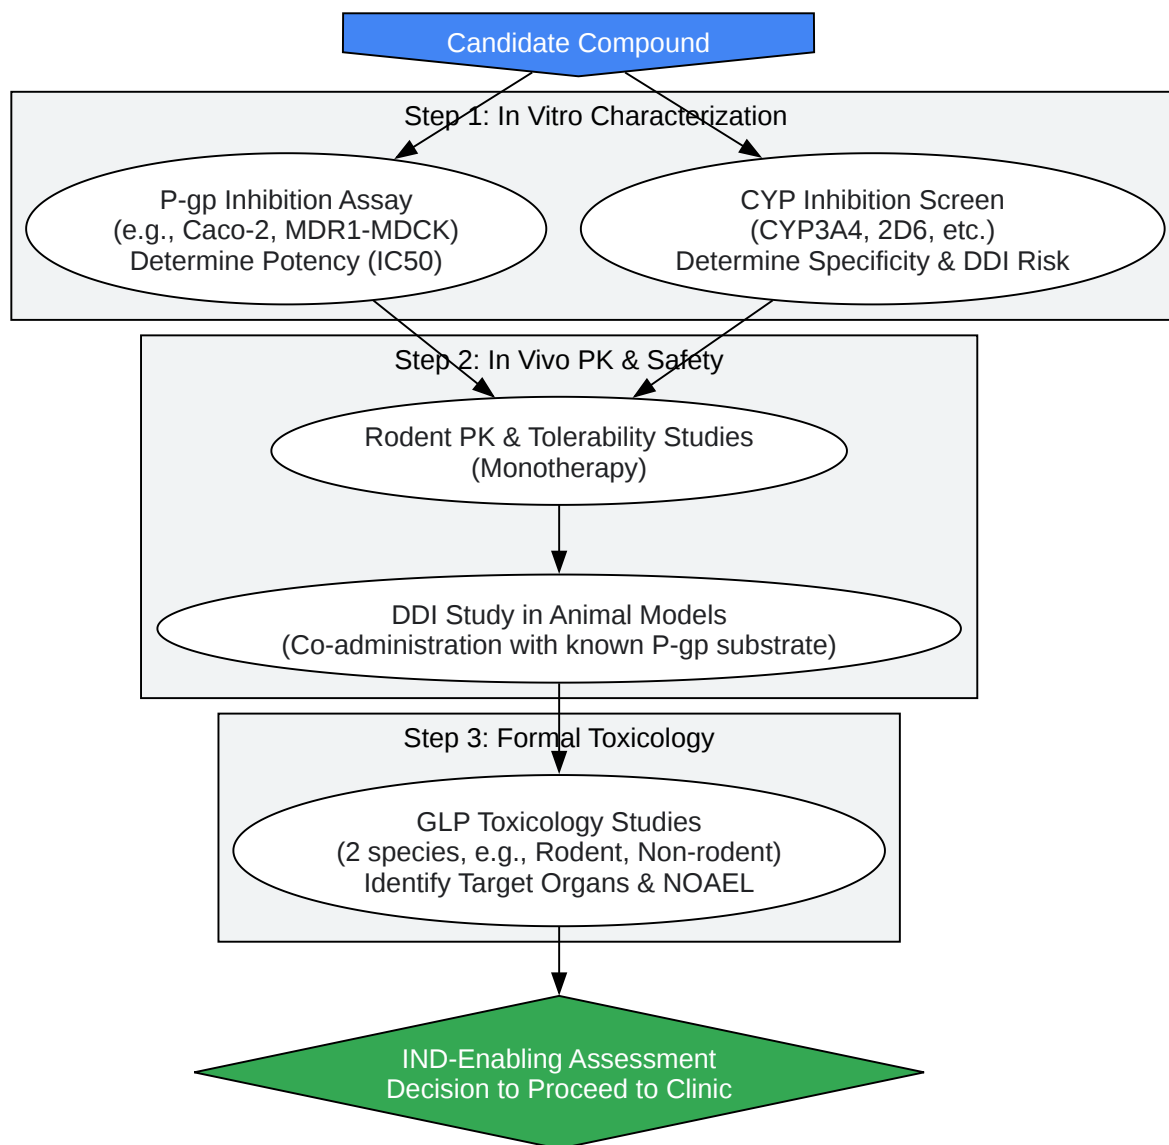 Candidate Compound
Step 1: In Vitro Characterization
P-gp Inhibition Assay
(e.g., Caco-2, MDR1-MDCK)
Determine Potency (IC50)
CYP Inhibition Screen
(CYP3A4, 2D6, etc.)
Determine Specificity & DDI Risk
Step 2: In Vivo PK & Safety
Rodent PK & Tolerability Studies
(Monotherapy)
DDI Study in Animal Models
(Co-administration with known P-gp substrate)
Step 3: Formal Toxicology
GLP Toxicology Studies
(2 species, e.g., Rodent, Non-rodent)
Identify Target Organs & NOAEL
IND-Enabling Assessment
Decision to Proceed to Clinic